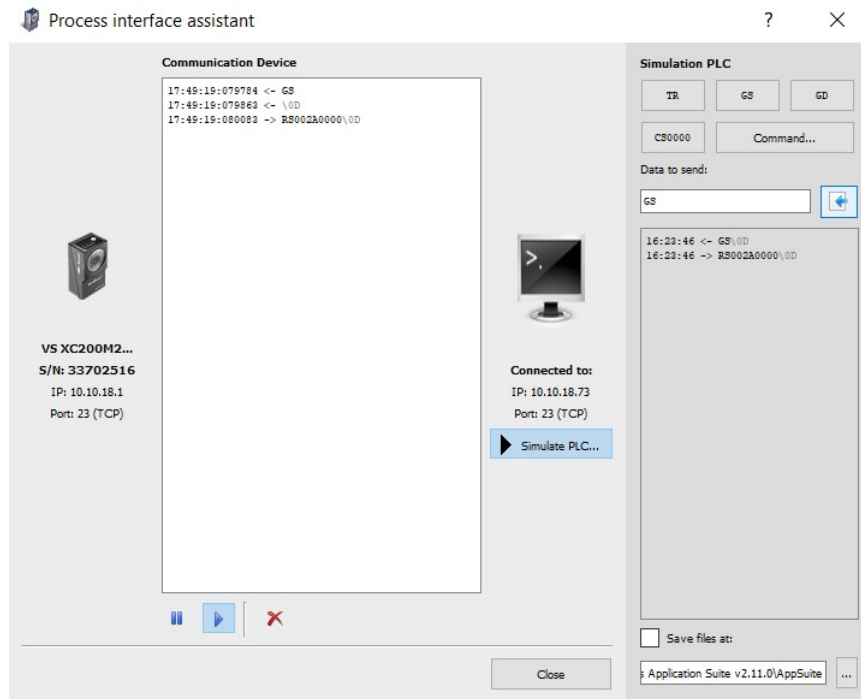 Process interface assistant
?
Communication Device
17:49:19:079784 <- GS
17:49:19:079863 <- \0D
17:49:19:080083 -> RS002A0000\0D
VS XC200M2...
S/N: 33702516
IP: 10.10.18.1
Port: 23 (TCP)
Connected to:
IP: 10.10.18.73
Port: 23 (TCP)
Simulate PLC...
Close
Simulation PLC
TR GS GD
CS0000 Command...
Data to send:
GS
16:23:46 <- GS\0D
16:23:46 -> RS002A0000\0D
Save files at:
s Application Suite v2.11.0\AppSuite ...